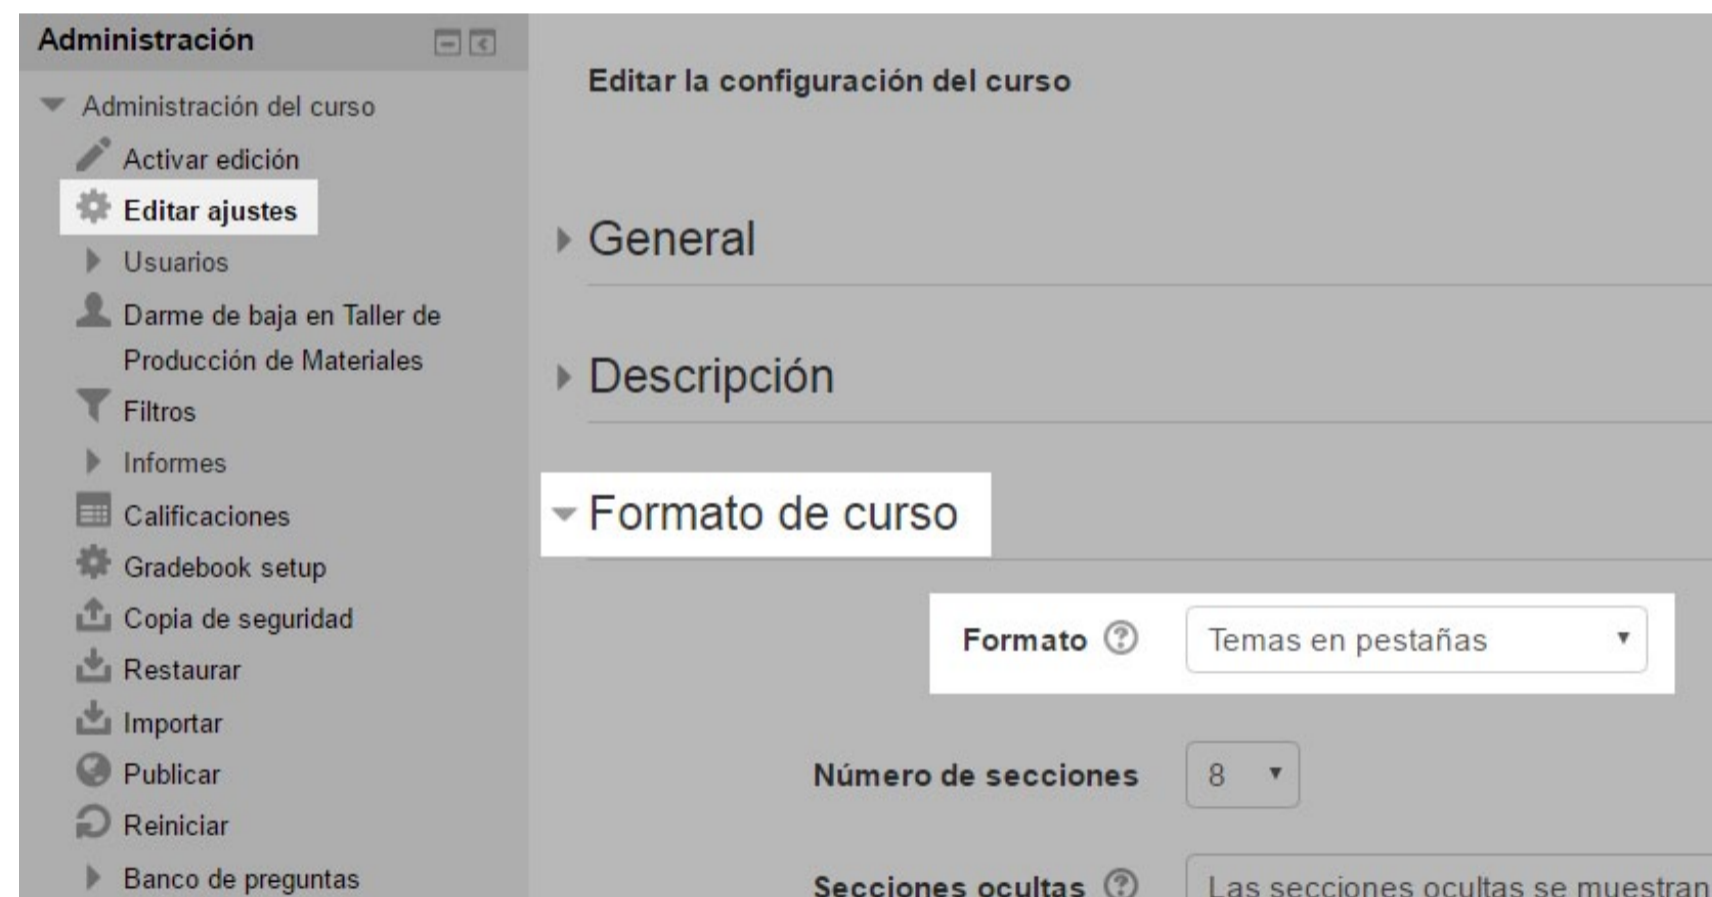 Administración
Administración del curso
Activar edición
Editar ajustes
Usuarios
Darme de baja en Taller de
Producción de Materiales
Filtros
Informes
Calificaciones
Gradebook setup
Copia de seguridad
Restaurar
Importar
Publicar
Reiniciar
Banco de preguntas
Editar la configuración del curso
General
Descripción
Formato de curso
Formato ? Temas en pestañas
Número de secciones 8
Secciones ocultas ? Las secciones ocultas se muestran